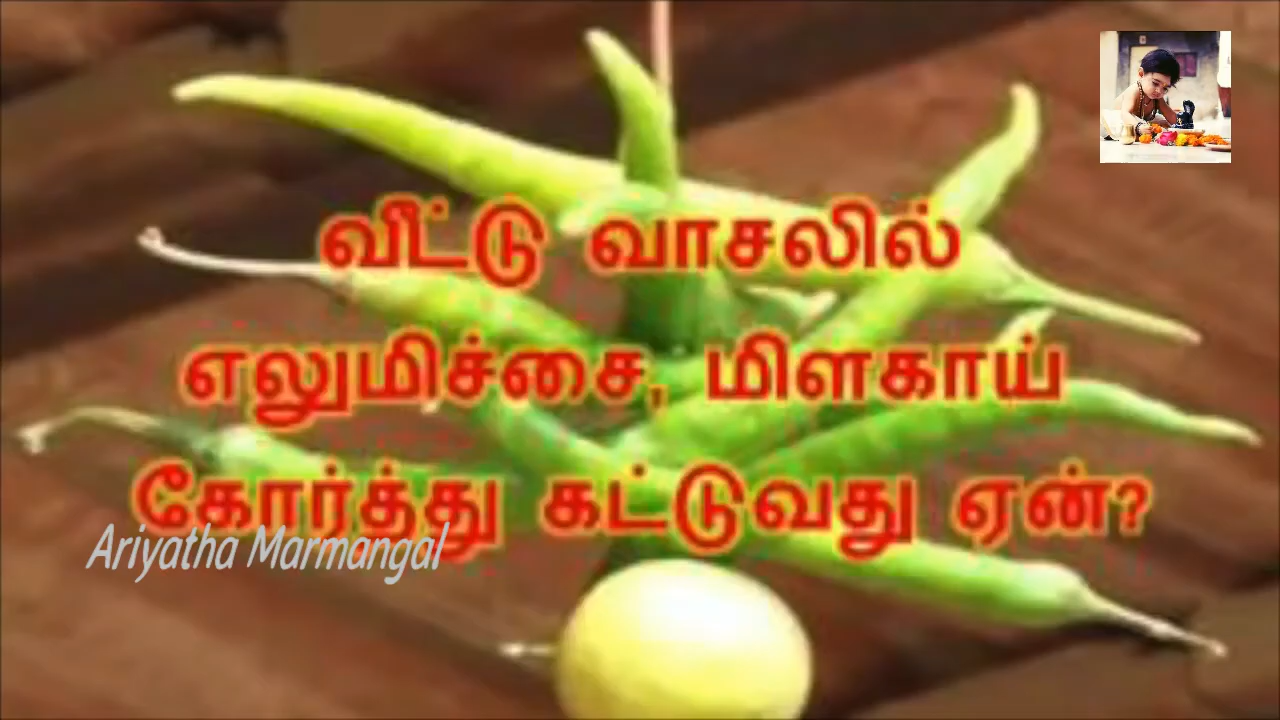 வீட்டு வாசலில்
எலுமிச்சை, மிளகாய்
கோர்த்து கட்டுவது ஏன்?
Ariyatha Marmangal